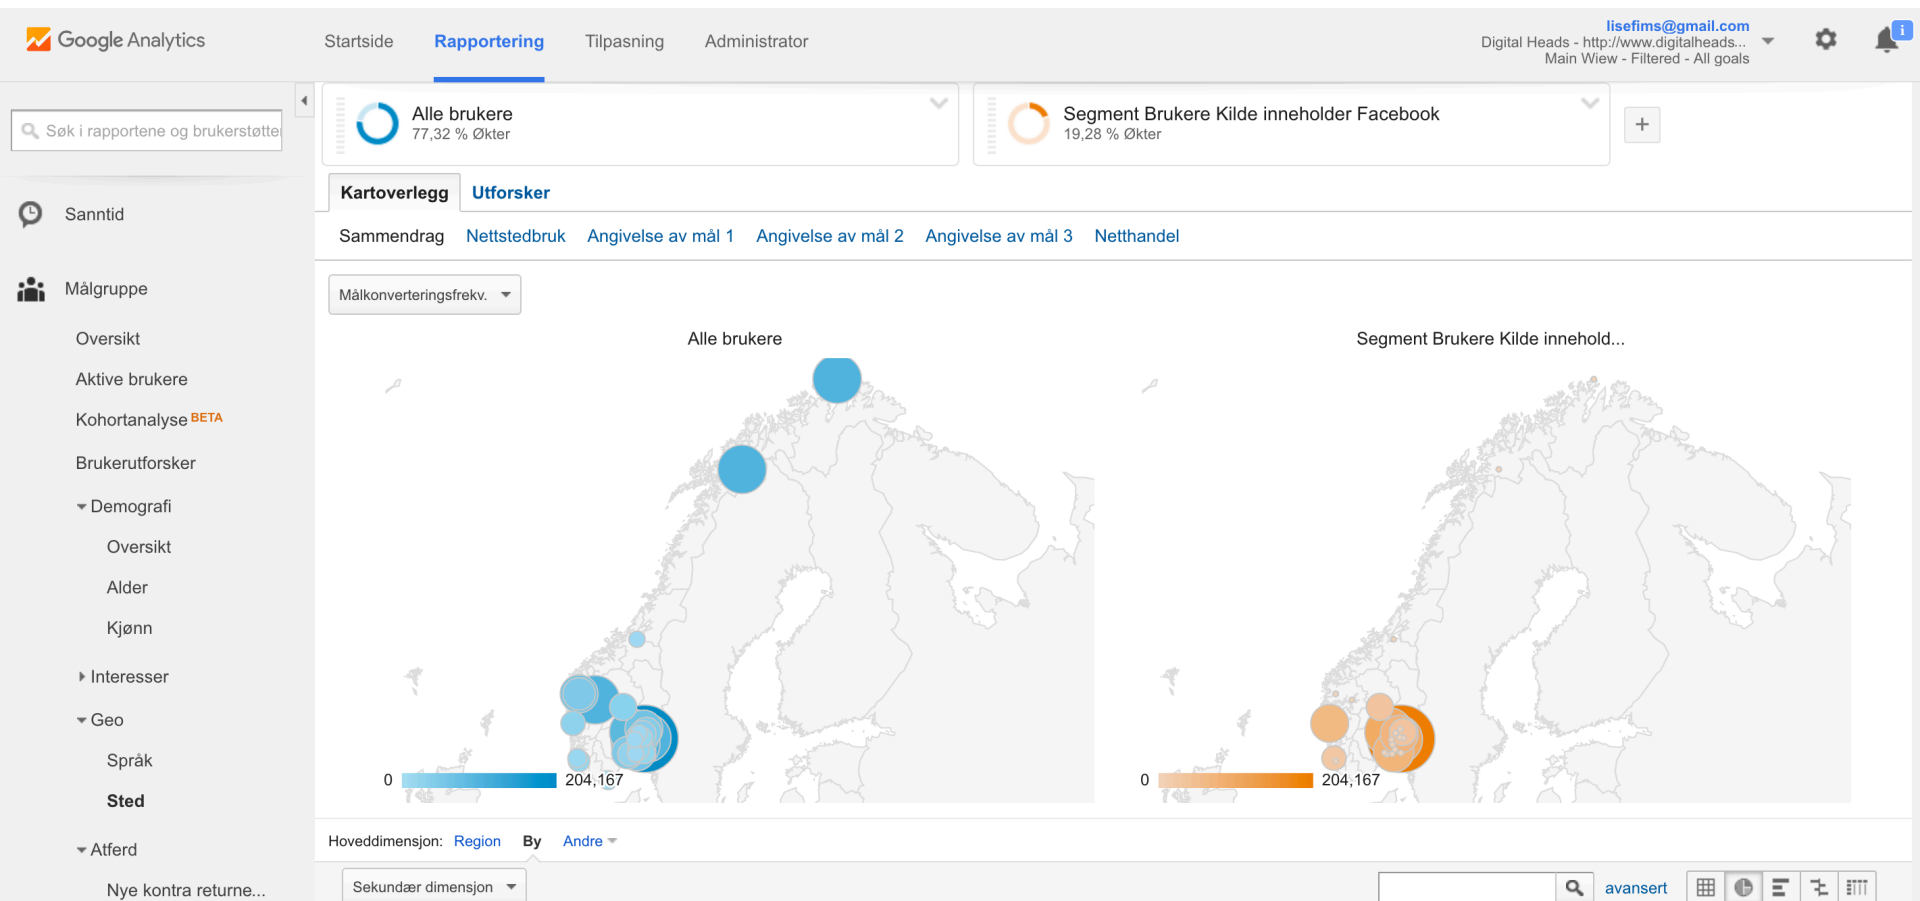 Google Analytics
Startside
Rapportering
Tilpasning
Administrator
lisefims@gmail.com
Digital Heads - http://www.digitalheads...
Main Wiew - Filtered - All goals
i
Søk i rapportene og brukerstøtte
Sanntid
Målgruppe
Oversikt
Aktive brukere
Kohortanalyse BETA
Brukerutforsker
Demografi
Oversikt
Alder
Kjønn
Interesser
Geo
Språk
Sted
Atferd
Nye kontra returne...
Alle brukere
77,32 % Økter
Segment Brukere Kilde inneholder Facebook
19,28 % Økter
+
Kartoverlegg
Utforsker
Sammendrag
Nettstedbruk
Angivelse av mål 1
Angivelse av mål 2
Angivelse av mål 3
Netthandel
Målkonverteringsfrekv.
Alle brukere
Segment Brukere Kilde innehold...
0
204,167
0
204,167
Hoveddimensjon: Region By Andre
Sekundær dimensjon
avansert